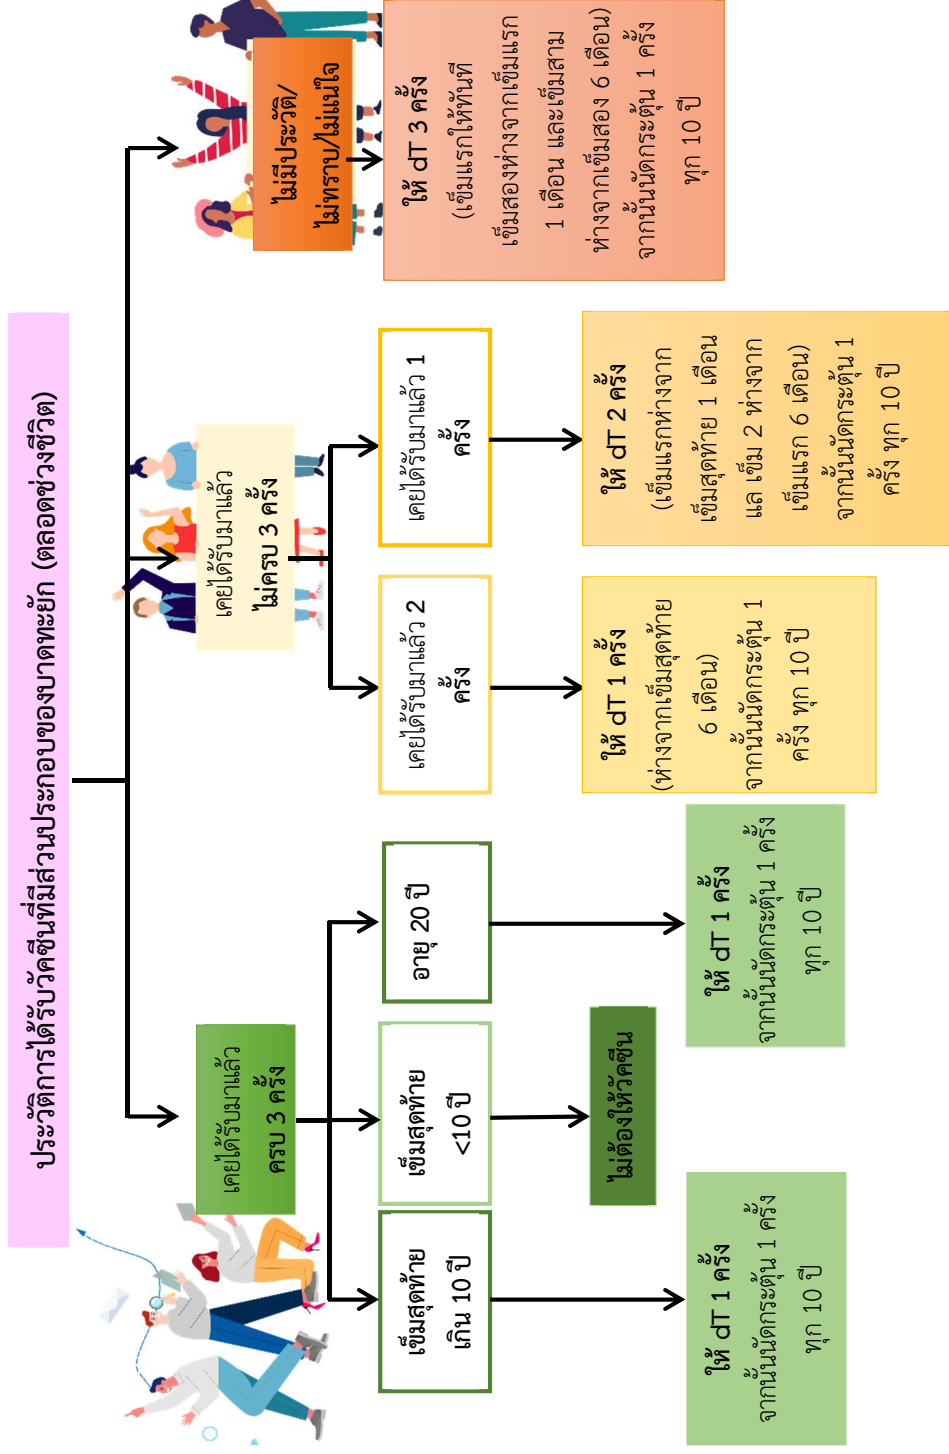 ประวัติการได้รับวัคซีนที่มีส่วนประกอบของบาดทะยัก (ตลอดช่วงชีวิต)
เคยได้รับมาแล้ว
ครบ 3 ครั้ง
เข็มสุดท้าย
เกิน 10 ปี
ให้ dT 1 ครั้ง
จากนั้นนัดกระตุ้น 1 ครั้ง
ทุก 10 ปี
เข็มสุดท้าย
<10 ปี
ไม่ต้องให้วัคซีน
อายุ 20 ปี
ให้ dT 1 ครั้ง
จากนั้นนัดกระตุ้น 1 ครั้ง
ทุก 10 ปี
เคยได้รับมาแล้ว
ไม่ครบ 3 ครั้ง
เคยได้รับมาแล้ว 2
ครั้ง
ให้ dT 1 ครั้ง
(ห่างจากเข็มสุดท้าย
6 เดือน)
จากนั้นนัดกระตุ้น 1
ครั้ง ทุก 10 ปี
เคยได้รับมาแล้ว 1
ครั้ง
ให้ dT 2 ครั้ง
(เข็มแรกห่างจาก
เข็มสุดท้าย 1 เดือน
แล เข็ม 2 ห่างจาก
เข็มแรก 6 เดือน)
จากนั้นนัดกระตุ้น 1
ครั้ง ทุก 10 ปี
ไม่มีประวัติ/
ไม่ทราบ/ไม่แน่ใจ
ให้ dT 3 ครั้ง
(เข็มแรกให้ทันที
เข็มสองห่างจากเข็มแรก
1 เดือน และเข็มสาม
ห่างจากเข็มสอง 6 เดือน)
จากนั้นนัดกระตุ้น 1 ครั้ง
ทุก 10 ปี